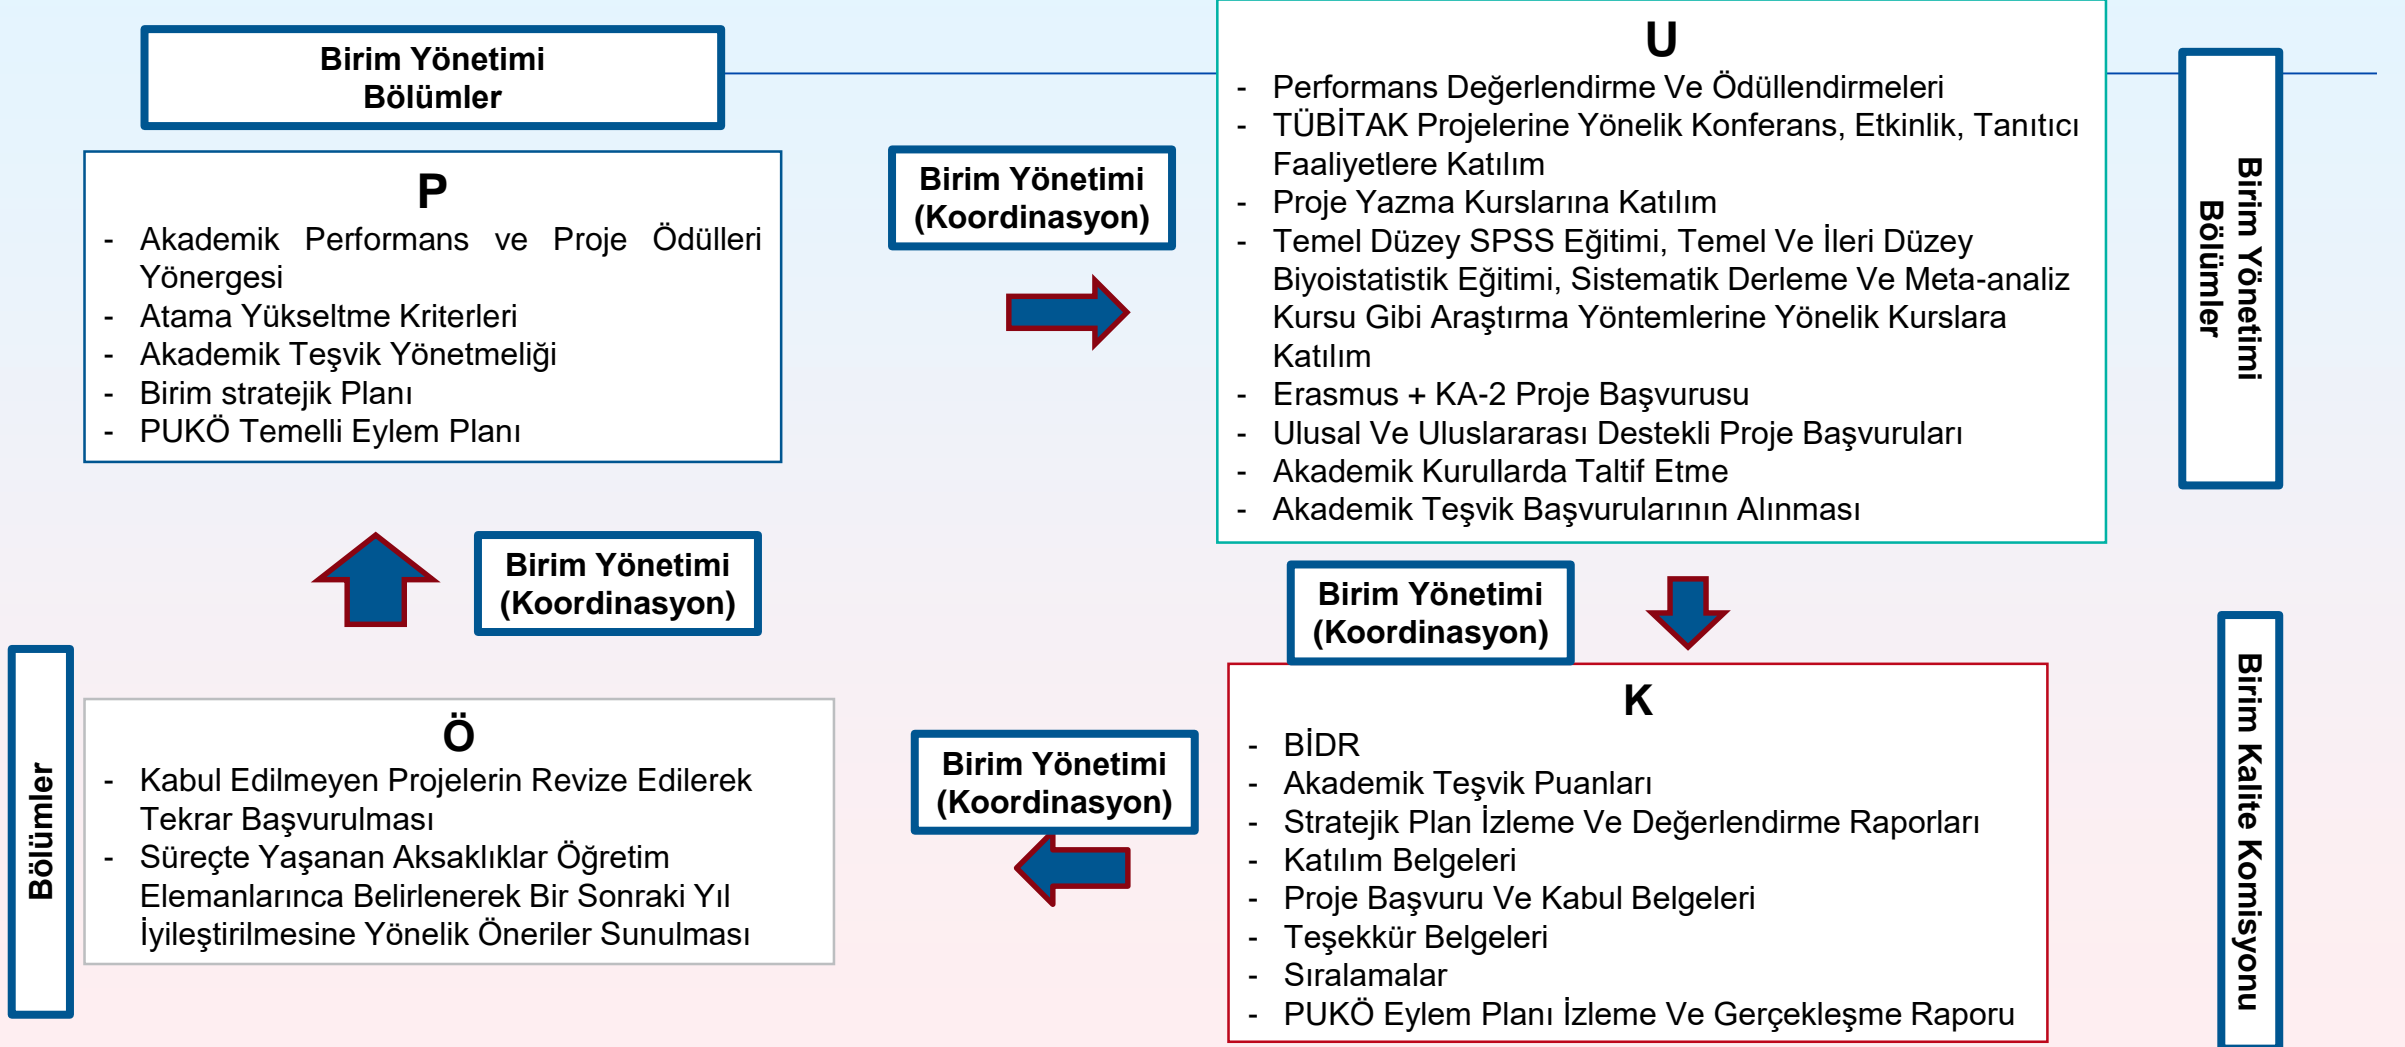 Birim Yönetimi
Bölümler
P
- Akademik Performans ve Proje Ödülleri
Yönergesi
- Atama Yükseltme Kriterleri
- Akademik Teşvik Yönetmeliği
- Birim stratejik Planı
- PUKÖ Temelli Eylem Planı
Birim Yönetimi
(Koordinasyon)
U
- Performans Değerlendirme Ve Ödüllendirmeleri
- TÜBİTAK Projelerine Yönelik Konferans, Etkinlik, Tanıtıcı
Faaliyetlere Katılım
- Proje Yazma Kurslarına Katılım
- Temel Düzey SPSS Eğitimi, Temel Ve İleri Düzey
Biyoistatistik Eğitimi, Sistematik Derleme Ve Meta-analiz
Kursu Gibi Araştırma Yöntemlerine Yönelik Kurslara
Katılım
- Erasmus + KA-2 Proje Başvurusu
- Ulusal Ve Uluslararası Destekli Proje Başvuruları
- Akademik Kurullarda Taltif Etme
- Akademik Teşvik Başvurularının Alınması
Birim Yönetimi
Bölümler
Birim Yönetimi
(Koordinasyon)
K
- BİDR
- Akademik Teşvik Puanları
- Stratejik Plan İzleme Ve Değerlendirme Raporları
- Katılım Belgeleri
- Proje Başvuru Ve Kabul Belgeleri
- Teşekkür Belgeleri
- Sıralamalar
- PUKÖ Eylem Planı İzleme Ve Gerçekleşme Raporu
Birim Kalite Komisyonu
Birim Yönetimi
(Koordinasyon)
Ö
- Kabul Edilmeyen Projelerin Revize Edilerek
Tekrar Başvurulması
- Süreçte Yaşanan Aksaklıklar Öğretim
Elemanlarınca Belirlenerek Bir Sonraki Yıl
İyileştirilmesine Yönelik Öneriler Sunulması
Bölümler
Birim Yönetimi
(Koordinasyon)